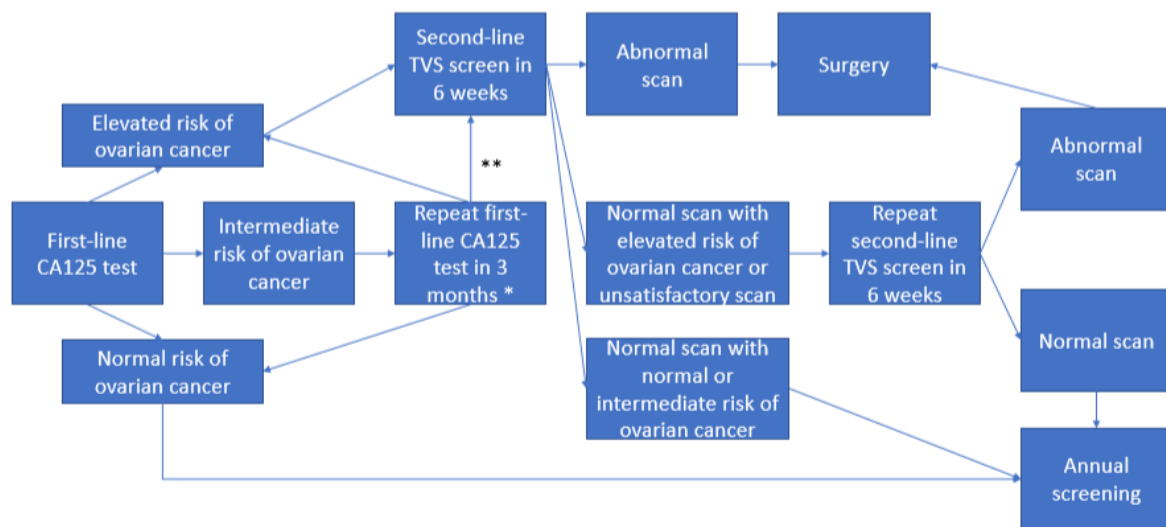 Second-line
TVS screen in
6 weeks
Abnormal
scan
Surgery
Elevated risk of
ovarian cancer
Abnormal
scan
**
First-line
CA125 test
Intermediate
risk of ovarian
cancer
Repeat first-
line CA125
test in 3
months *
Normal scan with
elevated risk of
ovarian cancer or
unsatisfactory scan
Repeat
second-line
TVS screen in
6 weeks
Normal scan
Normal risk of
ovarian cancer
Normal scan with
normal or
intermediate risk of
ovarian cancer
Annual
screening